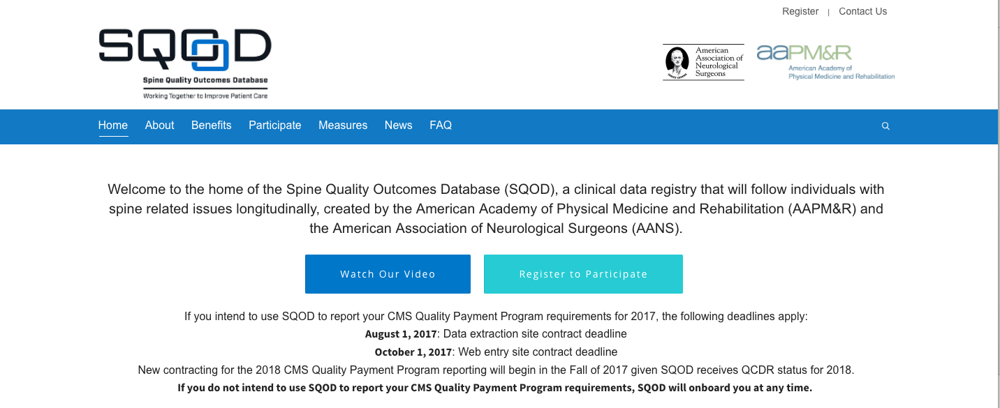 Register | Contact Us
SQOD
Spine Quality Outcomes Database
Working Together to Improve Patient Care
American
Association of
Neurological
Surgeons
aaPM&R
American Academy of
Physical Medicine and Rehabilitation
Home About Benefits Participate Measures News FAQ
Welcome to the home of the Spine Quality Outcomes Database (SQOD), a clinical data registry that will follow individuals with
spine related issues longitudinally, created by the American Academy of Physical Medicine and Rehabilitation (AAPM&R) and
the American Association of Neurological Surgeons (AANS).
Watch Our Video Register to Participate
If you intend to use SQOD to report your CMS Quality Payment Program requirements for 2017, the following deadlines apply:
August 1, 2017: Data extraction site contract deadline
October 1, 2017: Web entry site contract deadline
New contracting for the 2018 CMS Quality Payment Program reporting will begin in the Fall of 2017 given SQOD receives QCDR status for 2018.
If you do not intend to use SQOD to report your CMS Quality Payment Program requirements, SQOD will onboard you at any time.